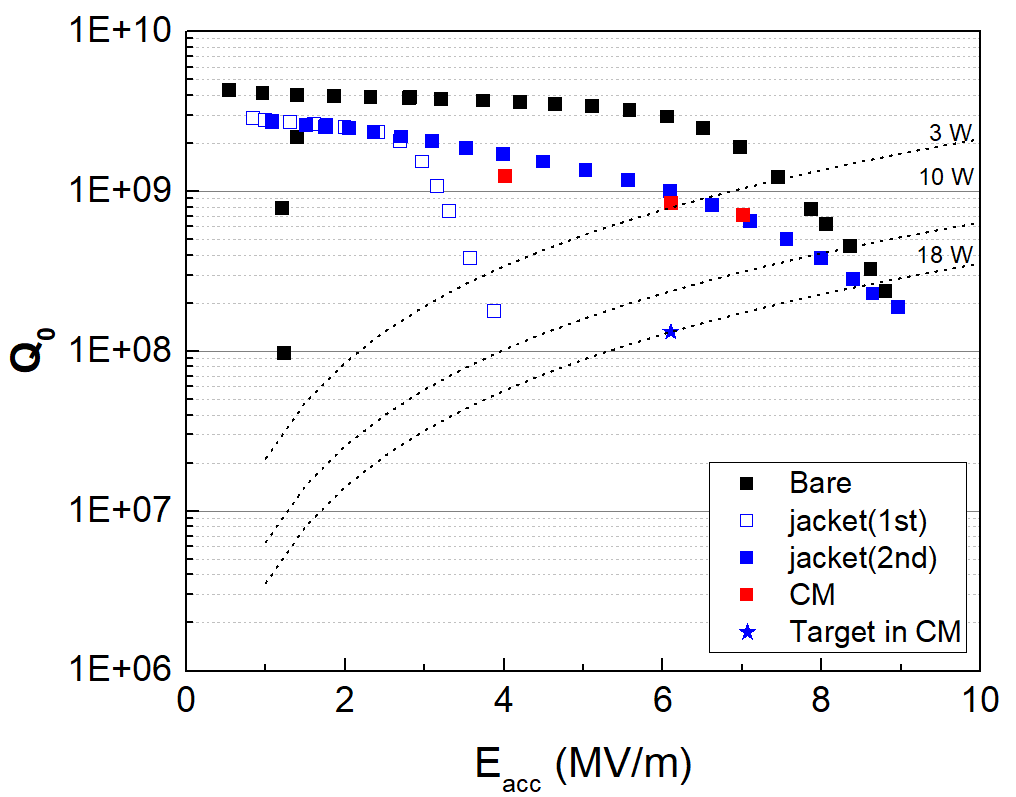 1E+10
1E+09
1E+08
1E+07
1E+06
Q0
0 2 4 6 8 10
Eacc (MV/m)
3 W
10 W
18 W
Bare
jacket(1st)
jacket(2nd)
CM
Target in CM